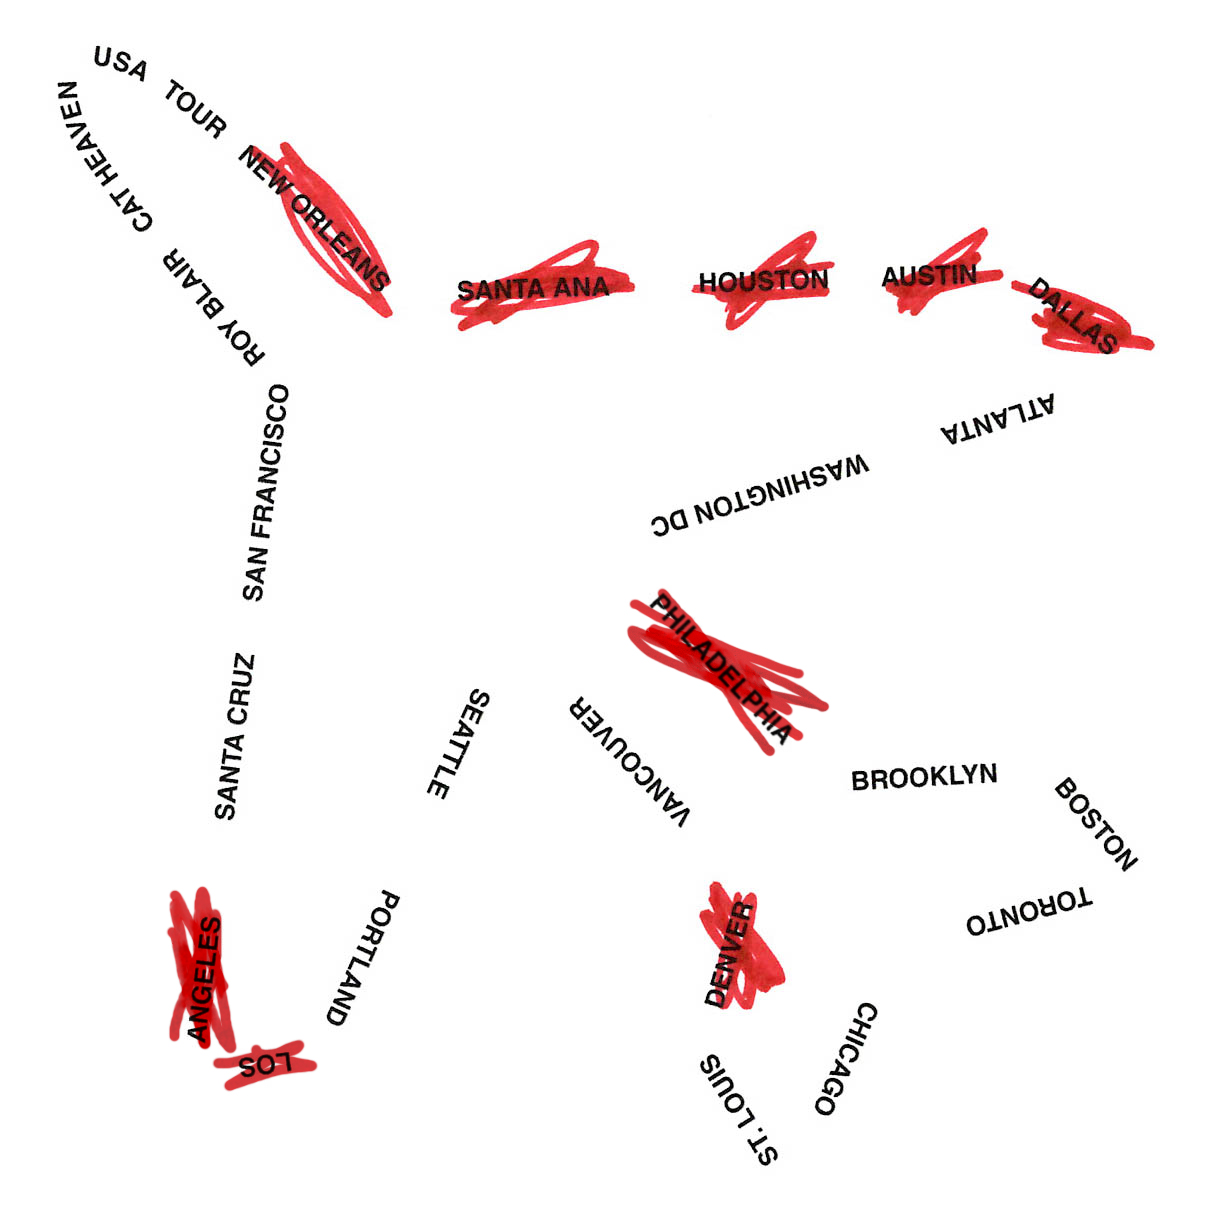 USA TOUR
NEW ORLEANS
SANTA ANA
HOUSTON
AUSTIN
DALLAS
ATLANTA
WASHINGTON DC
PHILADELPHIA
BROOKLYN
BOSTON
TORONTO
CHICAGO
ST. LOUIS
DENVER
VANCOUVER
SEATTLE
PORTLAND
LOS
ANGELES
SANTA CRUZ
SAN FRANCISCO
ROY BLAIR
CAT HEAVEN